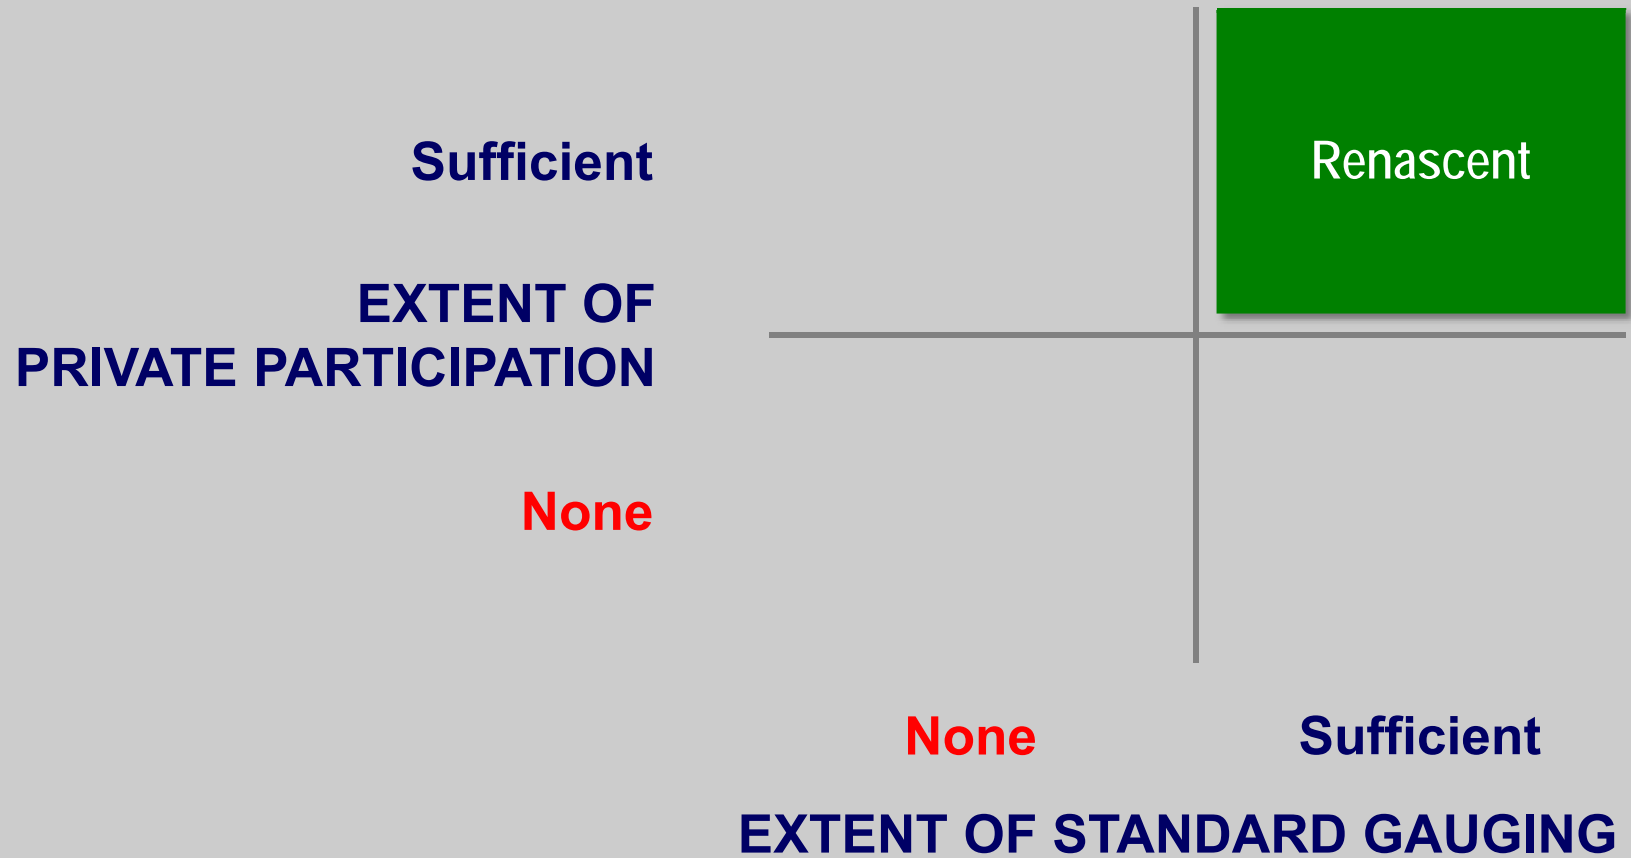 Sufficient
Renascent
EXTENT OF
PRIVATE PARTICIPATION
None
None
Sufficient
EXTENT OF STANDARD GAUGING